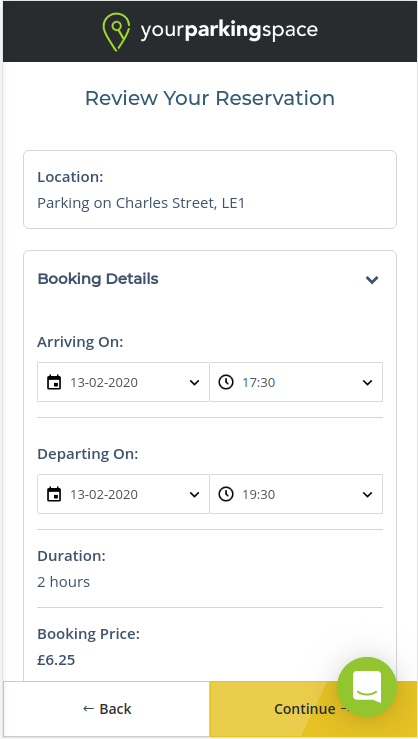 yourparkingspace
Review Your Reservation
Location:
Parking on Charles Street, LE1
Booking Details
Arriving On:
13-02-2020 17:30
Departing On:
13-02-2020 19:30
Duration:
2 hours
Booking Price:
£6.25
← Back Continue